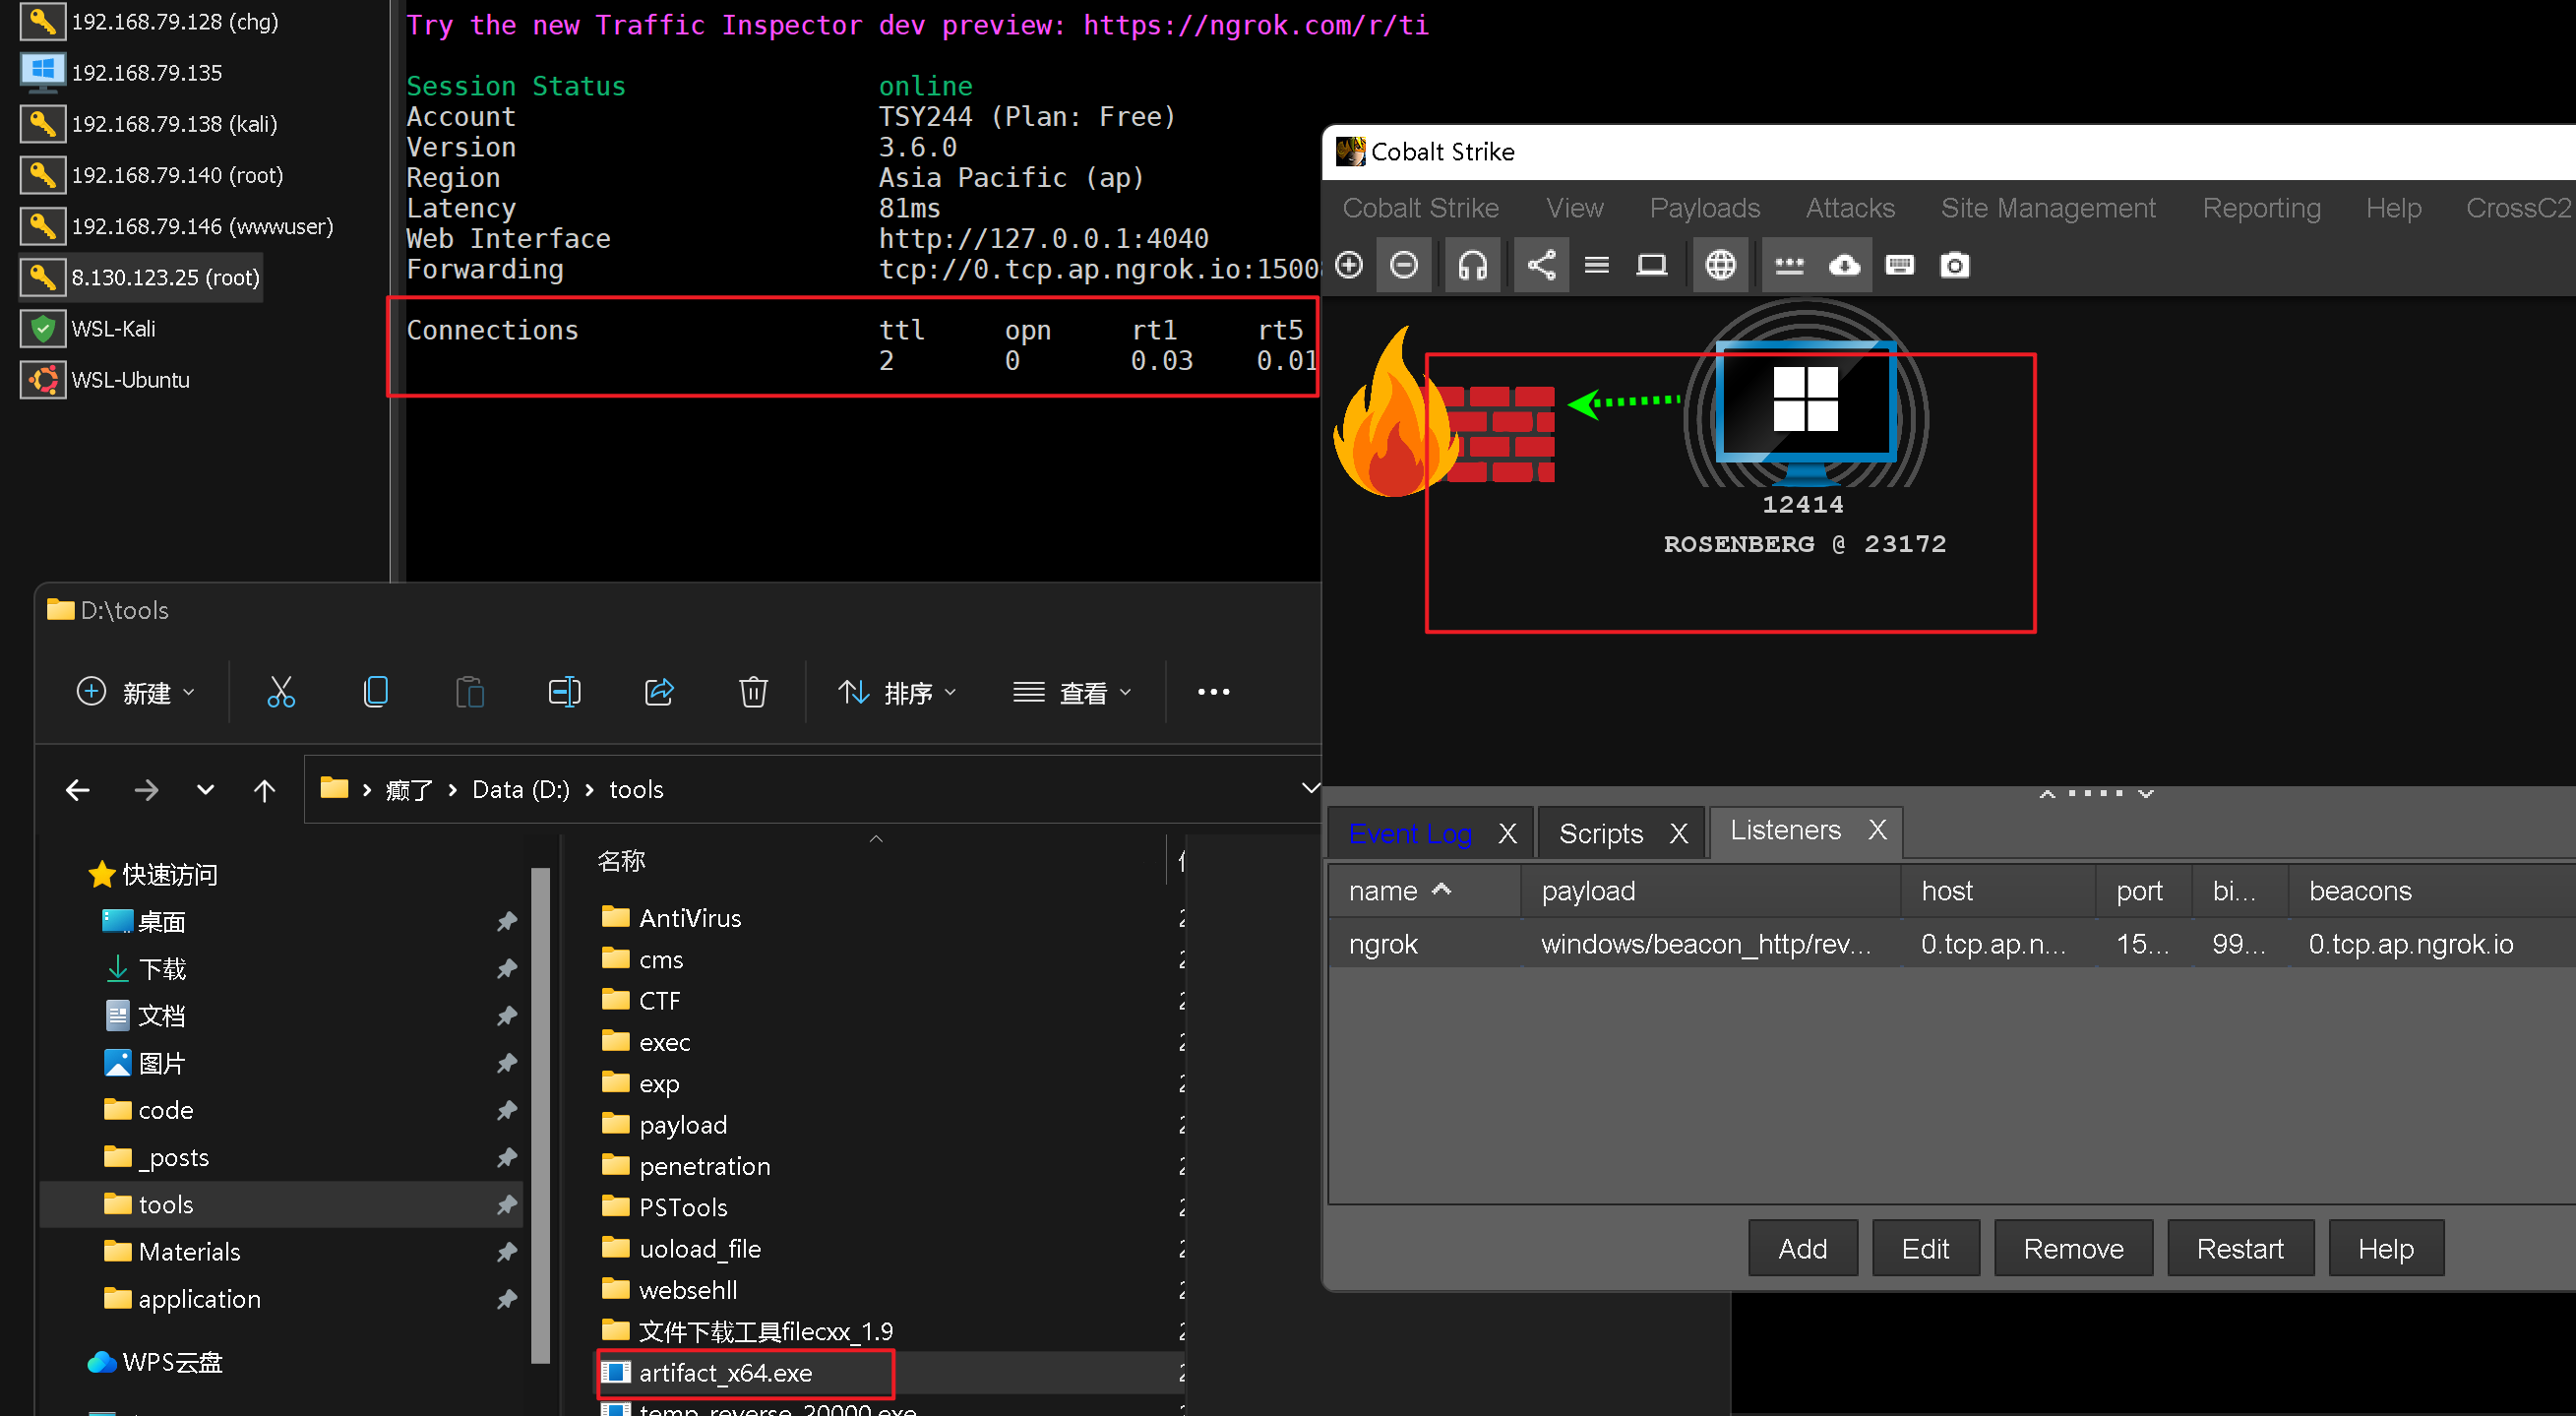 192.168.79.128 (chg)
192.168.79.135
192.168.79.138 (kali)
192.168.79.140 (root)
192.168.79.146 (wwwuser)
8.130.123.25 (root)
WSL-Kali
WSL-Ubuntu
Try the new Traffic Inspector dev preview: https://ngrok.com/r/ti
Session Status online
Account TSY244 (Plan: Free)
Version 3.6.0
Region Asia Pacific (ap)
Latency 81ms
Web Interface http://127.0.0.1:4040
Forwarding tcp://0.tcp.ap.ngrok.io:1500
Connections ttl opn rt1 rt5
2 0 0.03 0.01
Cobalt Strike
Cobalt Strike View Payloads Attacks Site Management Reporting Help CrossC2
12414
ROSENBERG @ 23172
Event Log X Scripts X Listeners X
name payload host port bi... beacons
ngrok windows/beacon_http/rev... 0.tcp.ap.n... 15... 99... 0.tcp.ap.ngrok.io
Add Edit Remove Restart Help
D:\tools
新建 排序 查看
癫了 Data (D:) tools
快速访问
桌面
下载
文档
图片
code
_posts
tools
Materials
application
WPS云盘
名称
AntiVirus
cms
CTF
exec
exp
payload
penetration
PSTools
uoload_file
websehll
文件下载工具filecxx_1.9
artifact_x64.exe
temp_reverse_20000.exe